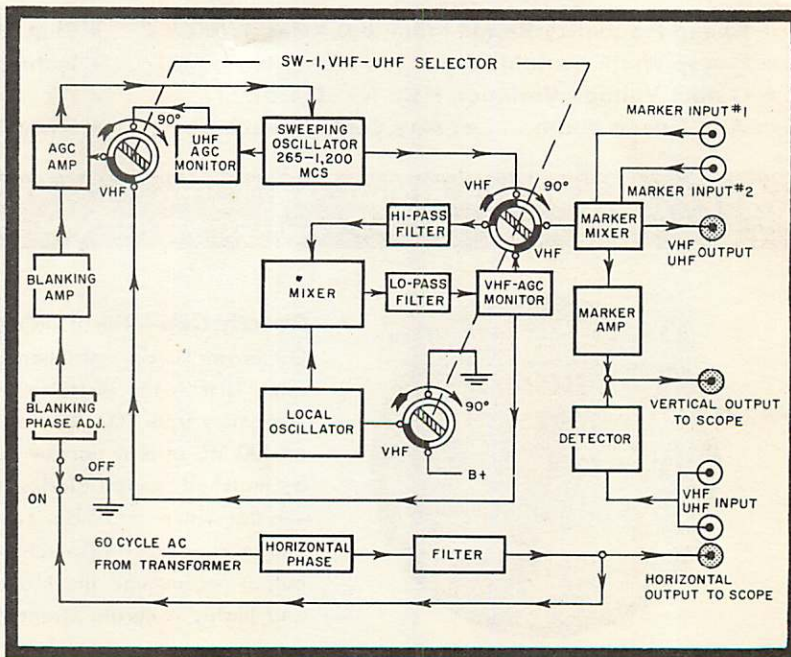 SW-1, VHF-UHF SELECTOR
AGC
AMP
90°
VHF
UHF
AGC
MONITOR
SWEEPING
OSCILLATOR
265-1,200
MCS
VHF
90°
VHF
HI-PASS
FILTER
MIXER
LO-PASS
FILTER
VHF-AGC
MONITOR
LOCAL
OSCILLATOR
VHF
90°
B+
BLANKING
AMP
BLANKING
PHASE ADJ.
OFF
ON
MARKER INPUT #1
MARKER INPUT #2
MARKER
MIXER
VHF
UHF OUTPUT
MARKER
AMP
VERTICAL OUTPUT
TO SCOPE
DETECTOR
VHF
UHF INPUT
60 CYCLE AC
FROM TRANSFORMER
HORIZONTAL
PHASE
FILTER
HORIZONTAL
OUTPUT TO SCOPE